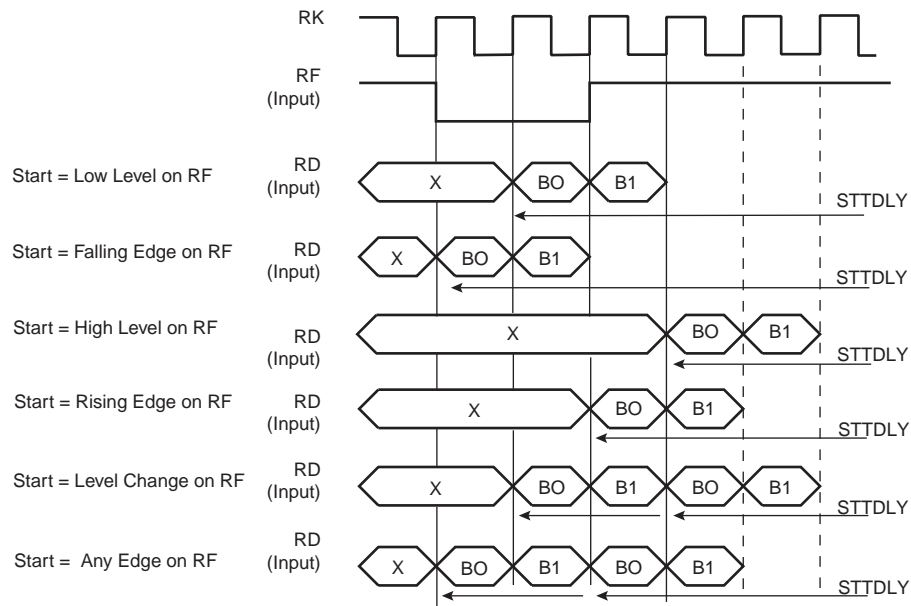 RK
RF
(Input)
Start = Low Level on RF
RD
(Input)
X
BO
B1
STTDLY
Start = Falling Edge on RF
RD
(Input)
X
BO
B1
STTDLY
Start = High Level on RF
RD
(Input)
X
BO
B1
STTDLY
Start = Rising Edge on RF
RD
(Input)
X
BO
B1
STTDLY
Start = Level Change on RF
RD
(Input)
X
BO
B1
BO
B1
STTDLY
Start = Any Edge on RF
RD
(Input)
X
BO
B1
BO
B1
STTDLY